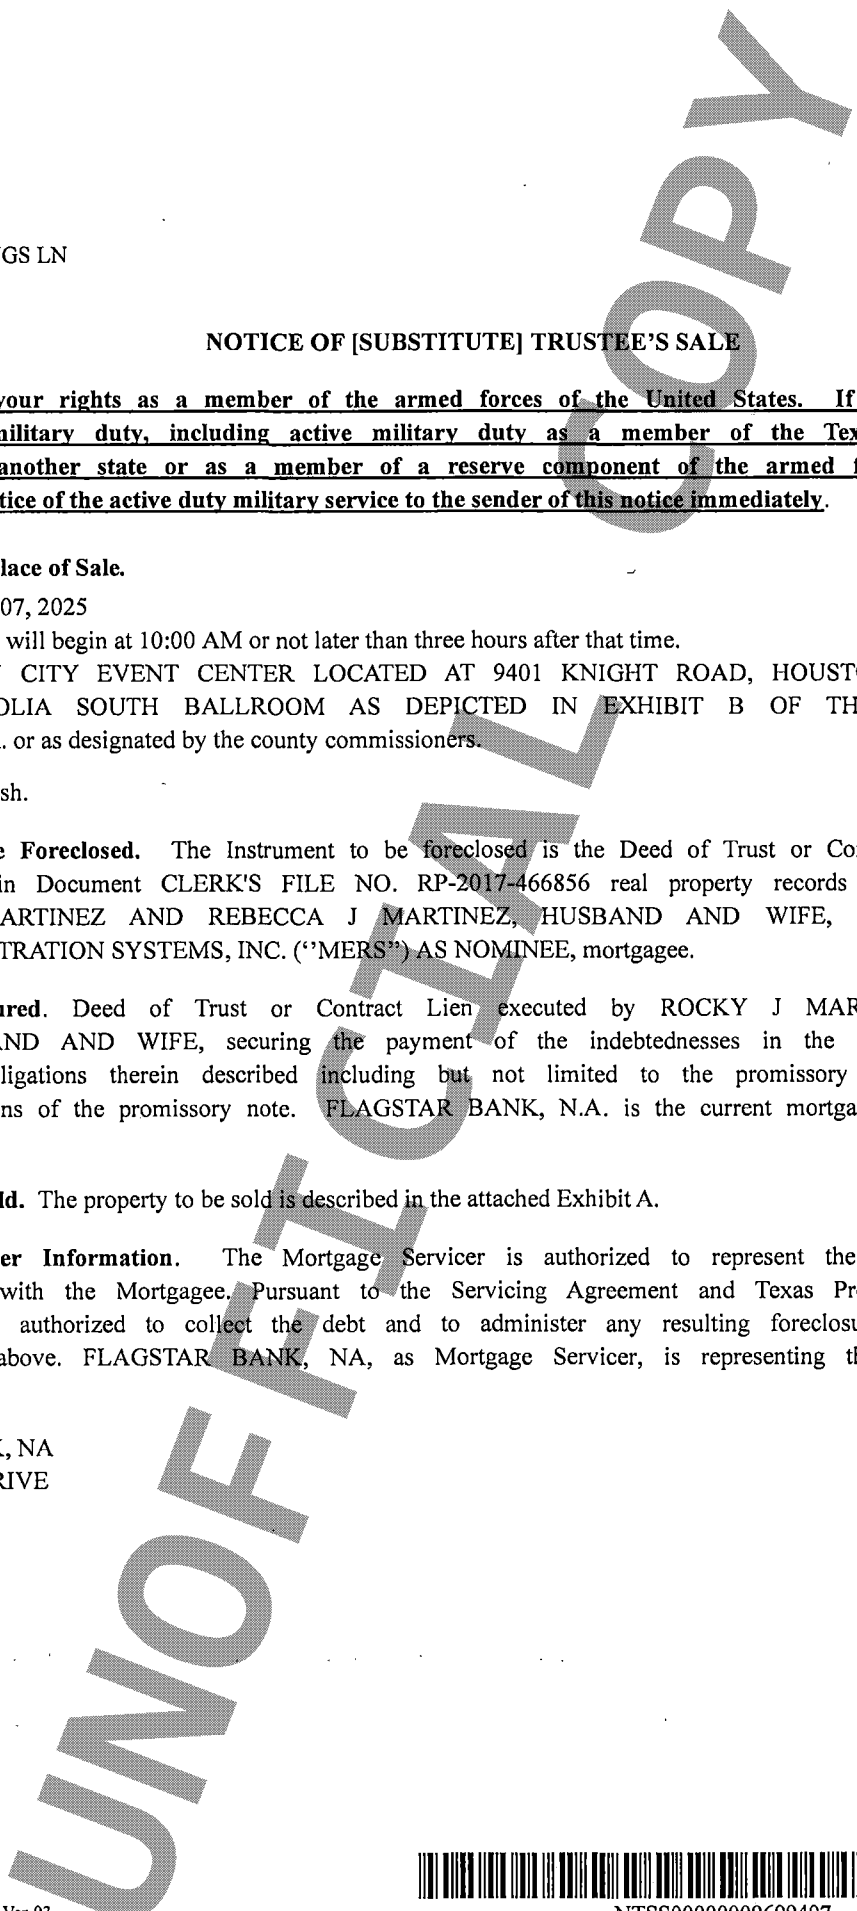 GS LN
NOTICE OF [SUBSTITUTE] TRUSTEE'S SALE
your rights as a member of the armed forces of the United States. If
military duty, including active military duty as a member of the Tex
another state or as a member of a reserve component of the armed f
tice of the active duty military service to the sender of this notice immediately.
lace of Sale.
07, 2025
will begin at 10:00 AM or not later than three hours after that time.
CITY EVENT CENTER LOCATED AT 9401 KNIGHT ROAD, HOUST
OLIA SOUTH BALLROOM AS DEPICTED IN EXHIBIT B OF TH
. or as designated by the county commissioners.
sh.
e Foreclosed. The Instrument to be foreclosed is the Deed of Trust or Co
in Document CLERK'S FILE NO. RP-2017-466856 real property records
ARTINEZ AND REBECCA J MARTINEZ, HUSBAND AND WIFE,
TRATION SYSTEMS, INC. (''MERS") AS NOMINEE, mortgagee.
ured. Deed of Trust or Contract Lien executed by ROCKY J MAR
AND AND WIFE, securing the payment of the indebtednesses in the
ligations therein described including but not limited to the promissory
ns of the promissory note. FLAGSTAR BANK, N.A. is the current mortga
ld. The property to be sold is described in the attached Exhibit A.
er Information. The Mortgage Servicer is authorized to represent the
with the Mortgagee. Pursuant to the Servicing Agreement and Texas Pr
authorized to collect the debt and to administer any resulting foreclosu
above. FLAGSTAR BANK, NA, as Mortgage Servicer, is representing th
K, NA
RIVE
UNOFFICIAL COPY